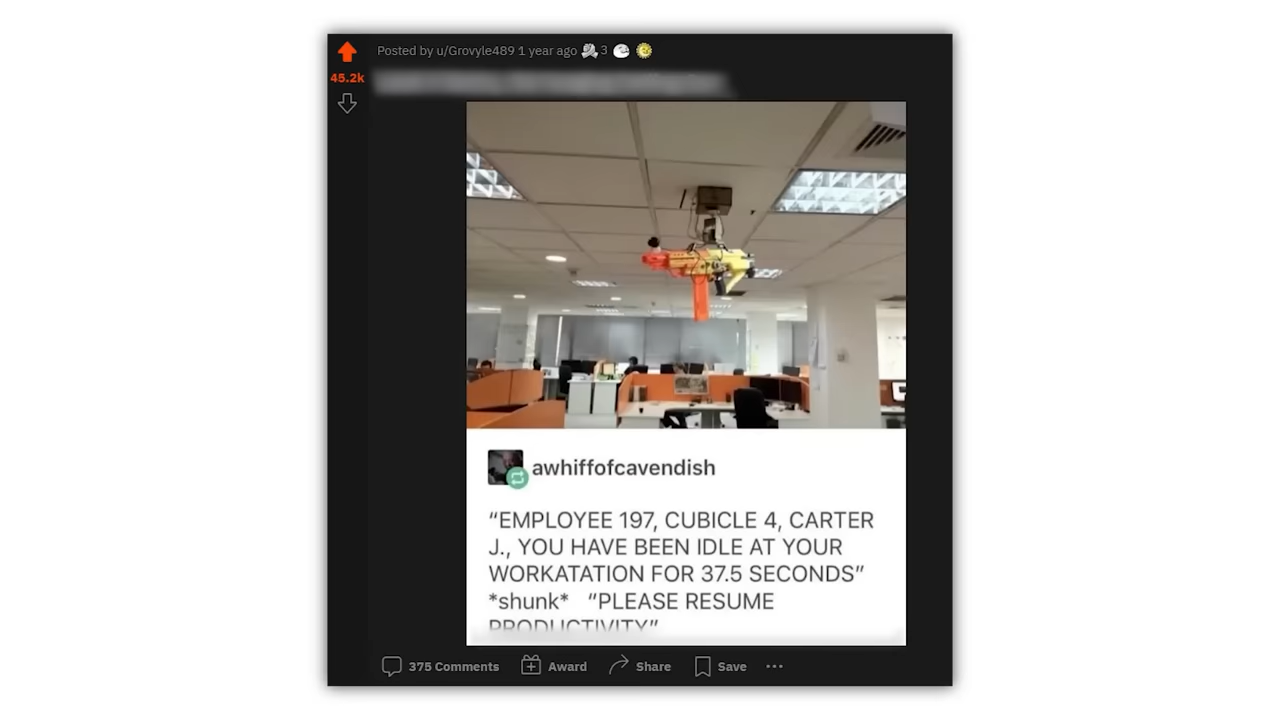 Posted by u/Grovyle489 1 year ago 3
45.2k
awhiffofcavendish
“EMPLOYEE 197, CUBICLE 4, CARTER
J., YOU HAVE BEEN IDLE AT YOUR
WORKATATION FOR 37.5 SECONDS”
*shunk* “PLEASE RESUME
PRODUCTIVITY”
375 Comments Award Share Save